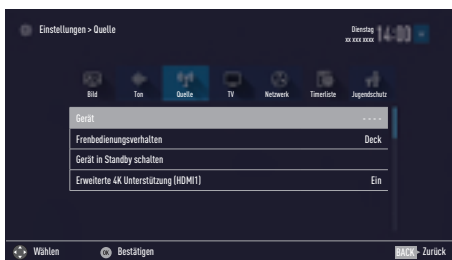 Einstellungen > Quelle
Dienstag
xx xxx xxxx
14:00
Bild Ton Quelle TV Netzwerk Timerliste Jugendschutz
Gerät - - - -
Frenbedienungsverhalten Deck
Gerät in Standby schalten
Erweiterte 4K Unterstützung (HDMI1) Ein
Wählen OK Bestätigen BACK - Zurück